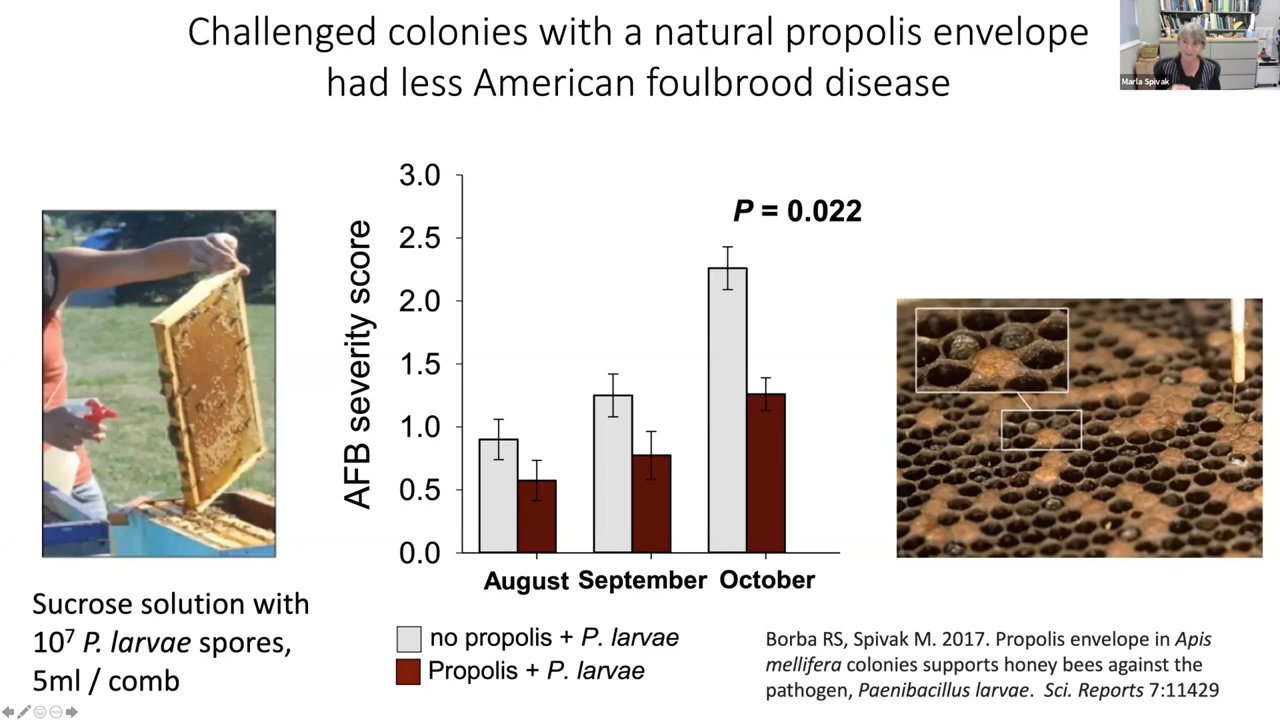 Challenged colonies with a natural propolis envelope
had less American foulbrood disease
Marla Spivak
AFB severity score
3.0
2.5
2.0
1.5
1.0
0.5
0.0
P = 0.022
August September October
no propolis + P. larvae
Propolis + P. larvae
Sucrose solution with
10⁷ P. larvae spores,
5ml / comb
Borba RS, Spivak M. 2017. Propolis envelope in Apis
mellifera colonies supports honey bees against the
pathogen, Paenibacillus larvae. Sci. Reports 7:11429